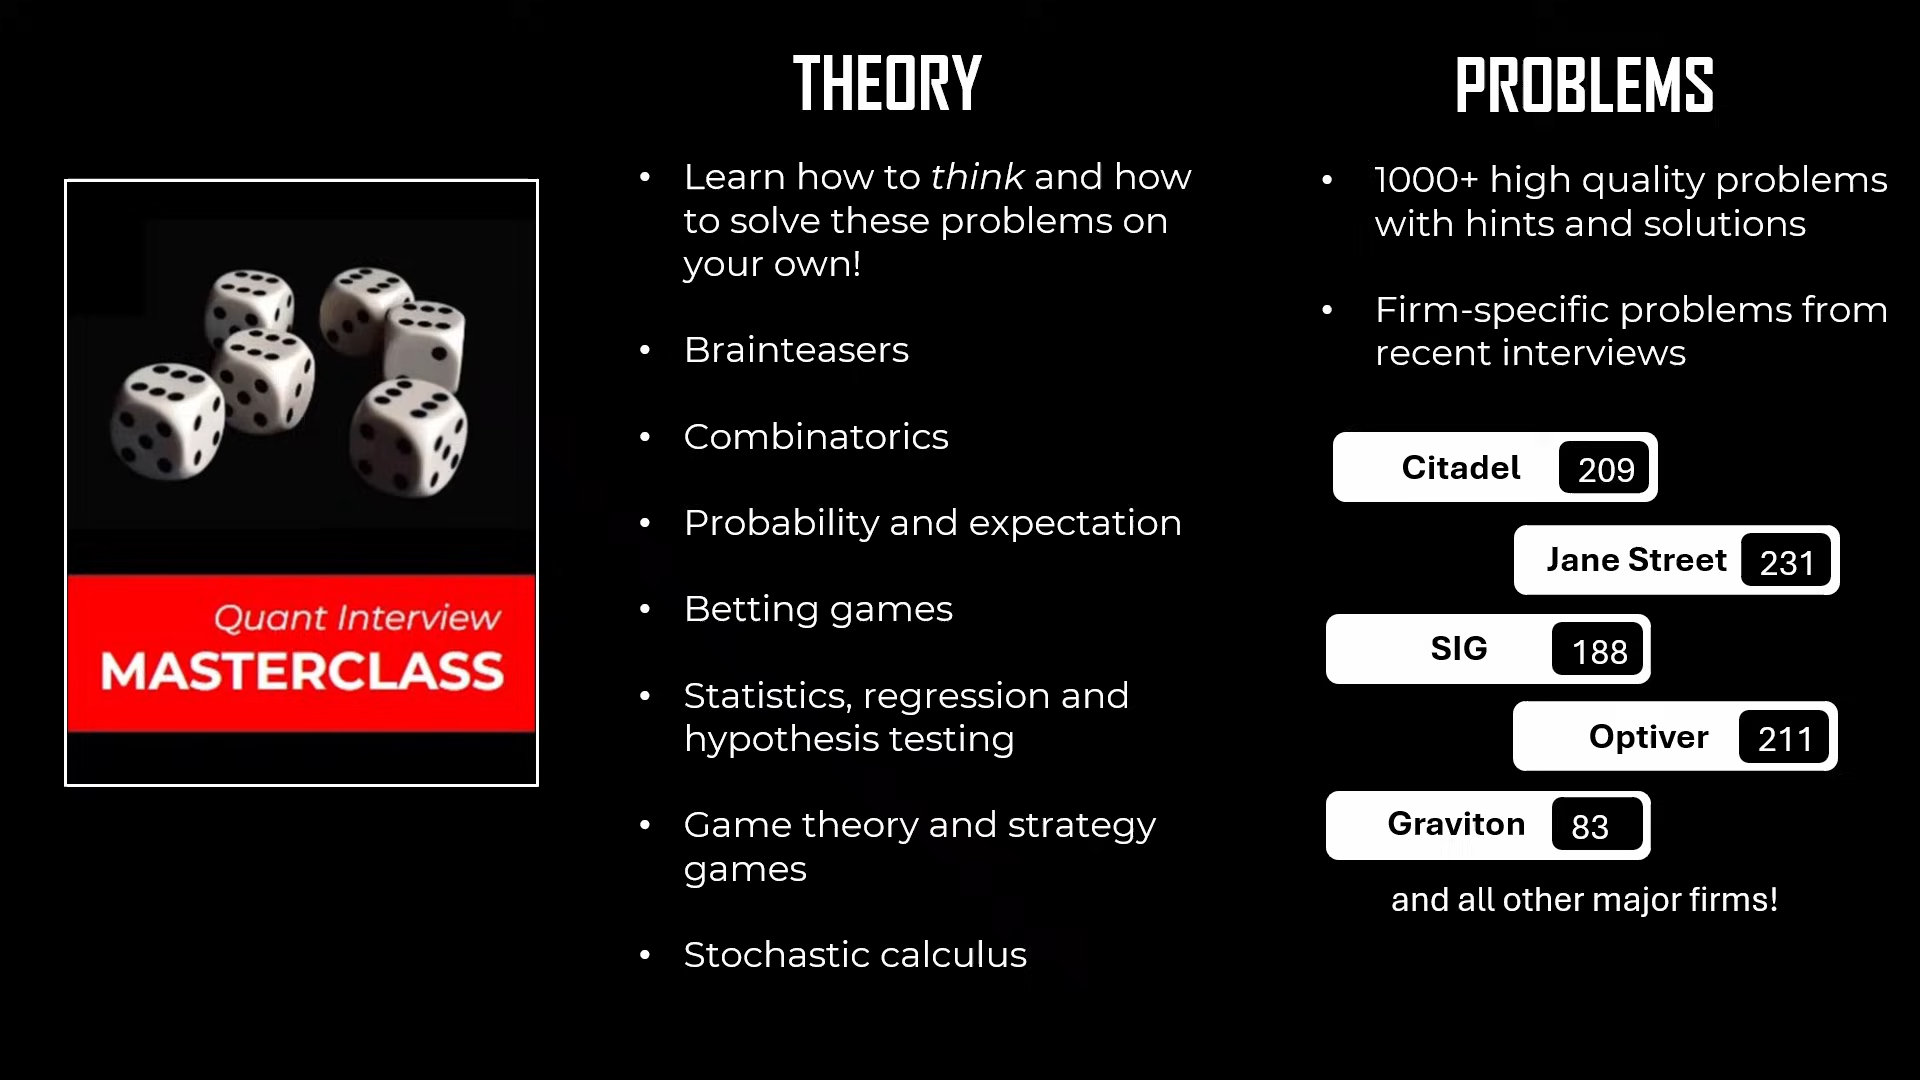 Quant Interview
MASTERCLASS
THEORY
• Learn how to think and how
to solve these problems on
your own!
• Brainteasers
• Combinatorics
• Probability and expectation
• Betting games
• Statistics, regression and
hypothesis testing
• Game theory and strategy
games
• Stochastic calculus
PROBLEMS
• 1000+ high quality problems
with hints and solutions
• Firm-specific problems from
recent interviews
Citadel 209
Jane Street 231
SIG 188
Optiver 211
Graviton 83
and all other major firms!